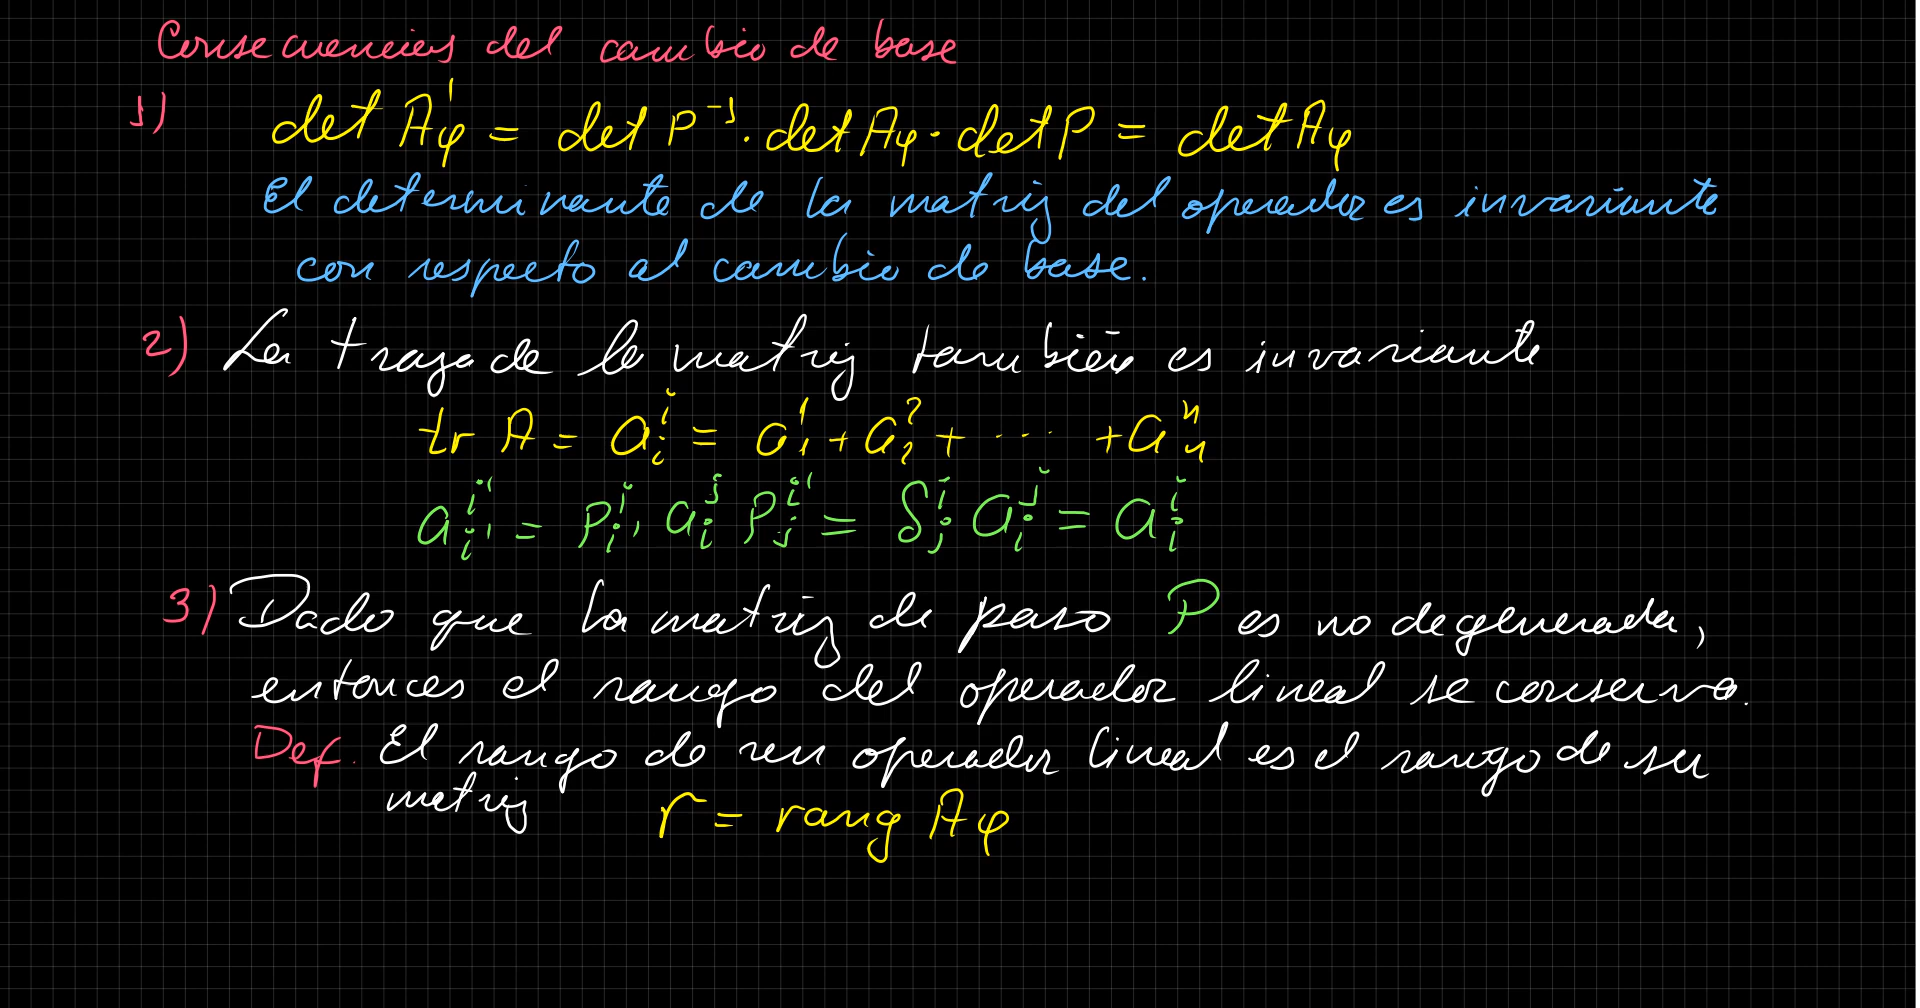 Consecuencias del cambio de base
1) det A'φ = det P⁻¹ · det Aφ · det P = det Aφ
El determinante de la matriz del operador es invariante
con respecto al cambio de base.
2) La traza de la matriz también es invariante
tr A = aⁱᵢ = a¹₁ + a²₂ + ··· + aⁿₙ
aⁱ'ᵢ' = pⁱᵢ' aʲᵢ pⁱ'ⱼ = δⁱⱼ aʲᵢ = aⁱᵢ
3) Dado que la matriz de paso P es no degenerada,
entonces el rango del operador lineal se conserva.
Def. El rango de un operador lineal es el rango de su
matriz r = rang Aφ